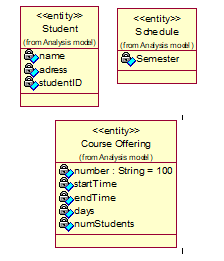 <<entity>>
Student
(from Analysis model)
name
adress
studentID
<<entity>>
Schedule
(from Analysis model)
Semester
<<entity>>
Course Offering
(from Analysis model)
number : String = 100
startTime
endTime
days
numStudents